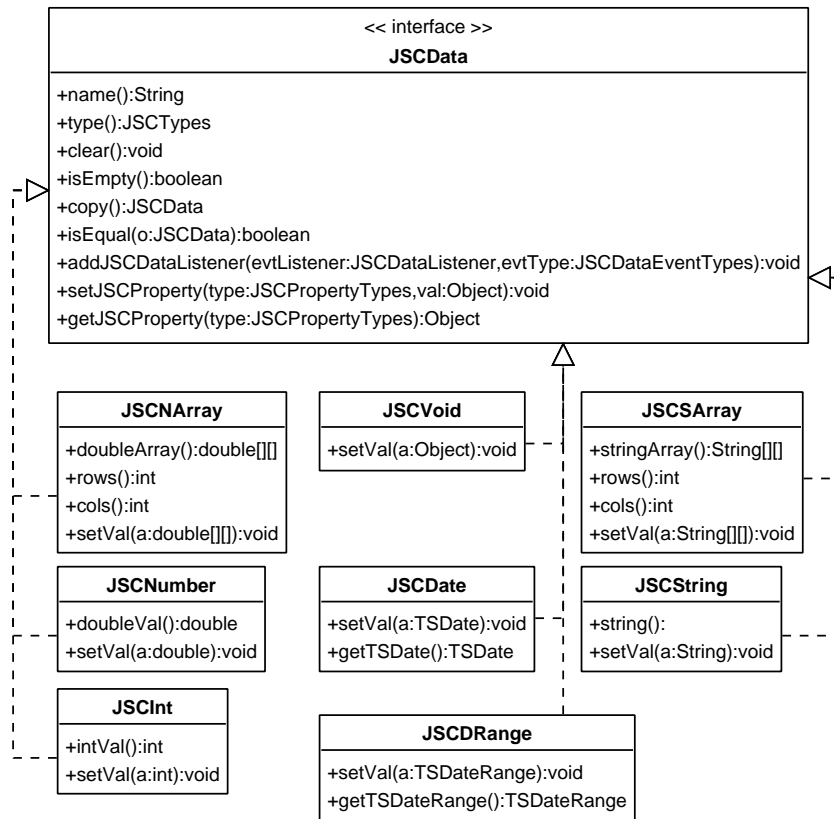 << interface >>
JSCData
+name():String
+type():JSCTypes
+clear():void
+isEmpty():boolean
+copy():JSCData
+isEqual(o:JSCData):boolean
+addJSCDataListener(evtListener:JSCDataListener,evtType:JSCDataEventTypes):void
+setJSCProperty(type:JSCPropertyTypes,val:Object):void
+getJSCProperty(type:JSCPropertyTypes):Object
JSCNArray
+doubleArray():double[][]
+rows():int
+cols():int
+setVal(a:double[][]):void
JSCVoid
+setVal(a:Object):void
JSCSArray
+stringArray():String[][]
+rows():int
+cols():int
+setVal(a:String[][]):void
JSCNumber
+doubleVal():double
+setVal(a:double):void
JSCDate
+setVal(a:TSDate):void
+getTSDate():TSDate
JSCString
+string():
+setVal(a:String):void
JSCInt
+intVal():int
+setVal(a:int):void
JSCDRange
+setVal(a:TSDateRange):void
+getTSDateRange():TSDateRange